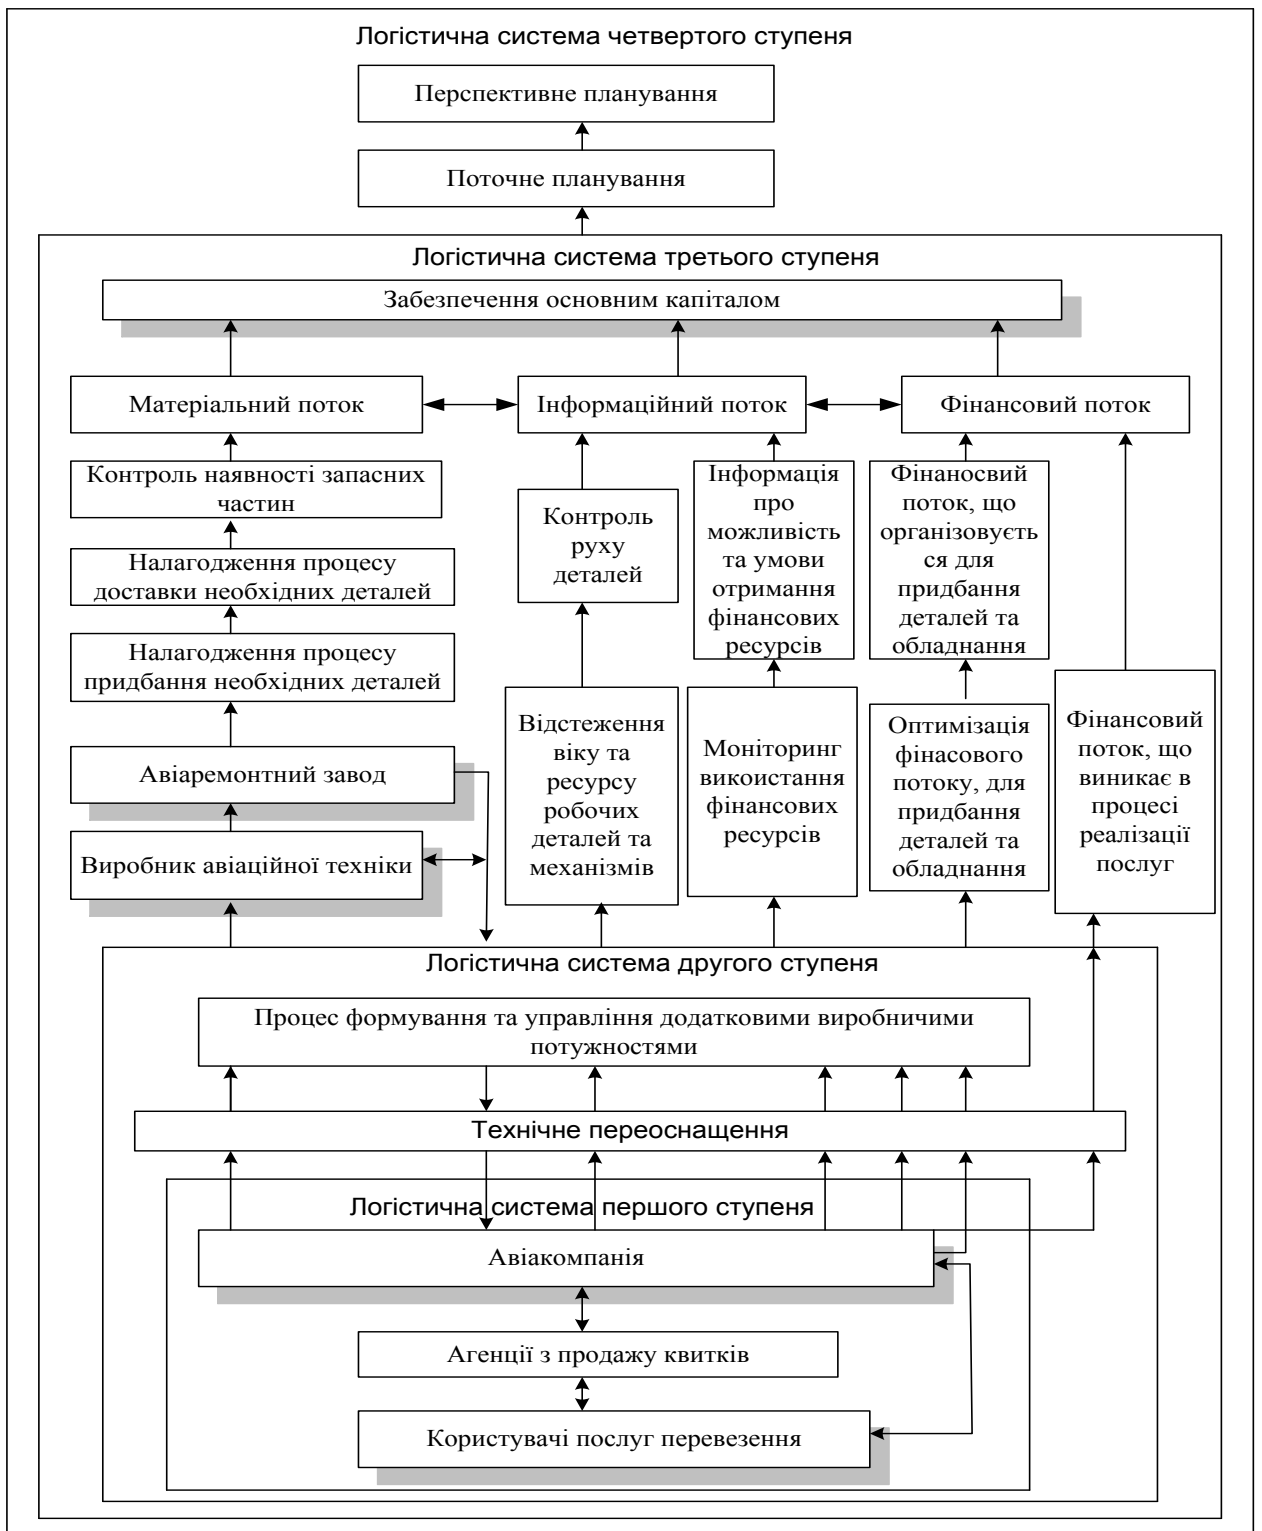 Логістична система четвертого ступеня
Перспективне планування
Поточне планування
Логістична система третього ступеня
Забезпечення основним капіталом
Матеріальний поток
Інформаційний поток
Фінансовий поток
Контроль наявності запасних
частин
Налагодження процесу
доставки необхідних деталей
Налагодження процесу
придбання необхідних деталей
Авіаремонтний завод
Виробник авіаційної техніки
Контроль
руху
деталей
Відстеження
віку та
ресурсу
робочих
деталей та
механізмів
Інформація
про
можливість
та умови
отримання
фінансових
ресурсів
Моніторинг
викоистання
фінансових
ресурсів
Фінаносвий
поток, що
організовуєть
ся для
придбання
деталей та
обладнання
Оптимізація
фінасового
потоку, для
придбання
деталей та
обладнання
Фінансовий
поток, що
виникає в
процесі
реалізації
послуг
Логістична система другого ступеня
Процес формування та управління додатковими виробничими
потужностями
Технічне переоснащення
Логістична система першого ступеня
Авіакомпанія
Агенції з продажу квитків
Користувачі послуг перевезення